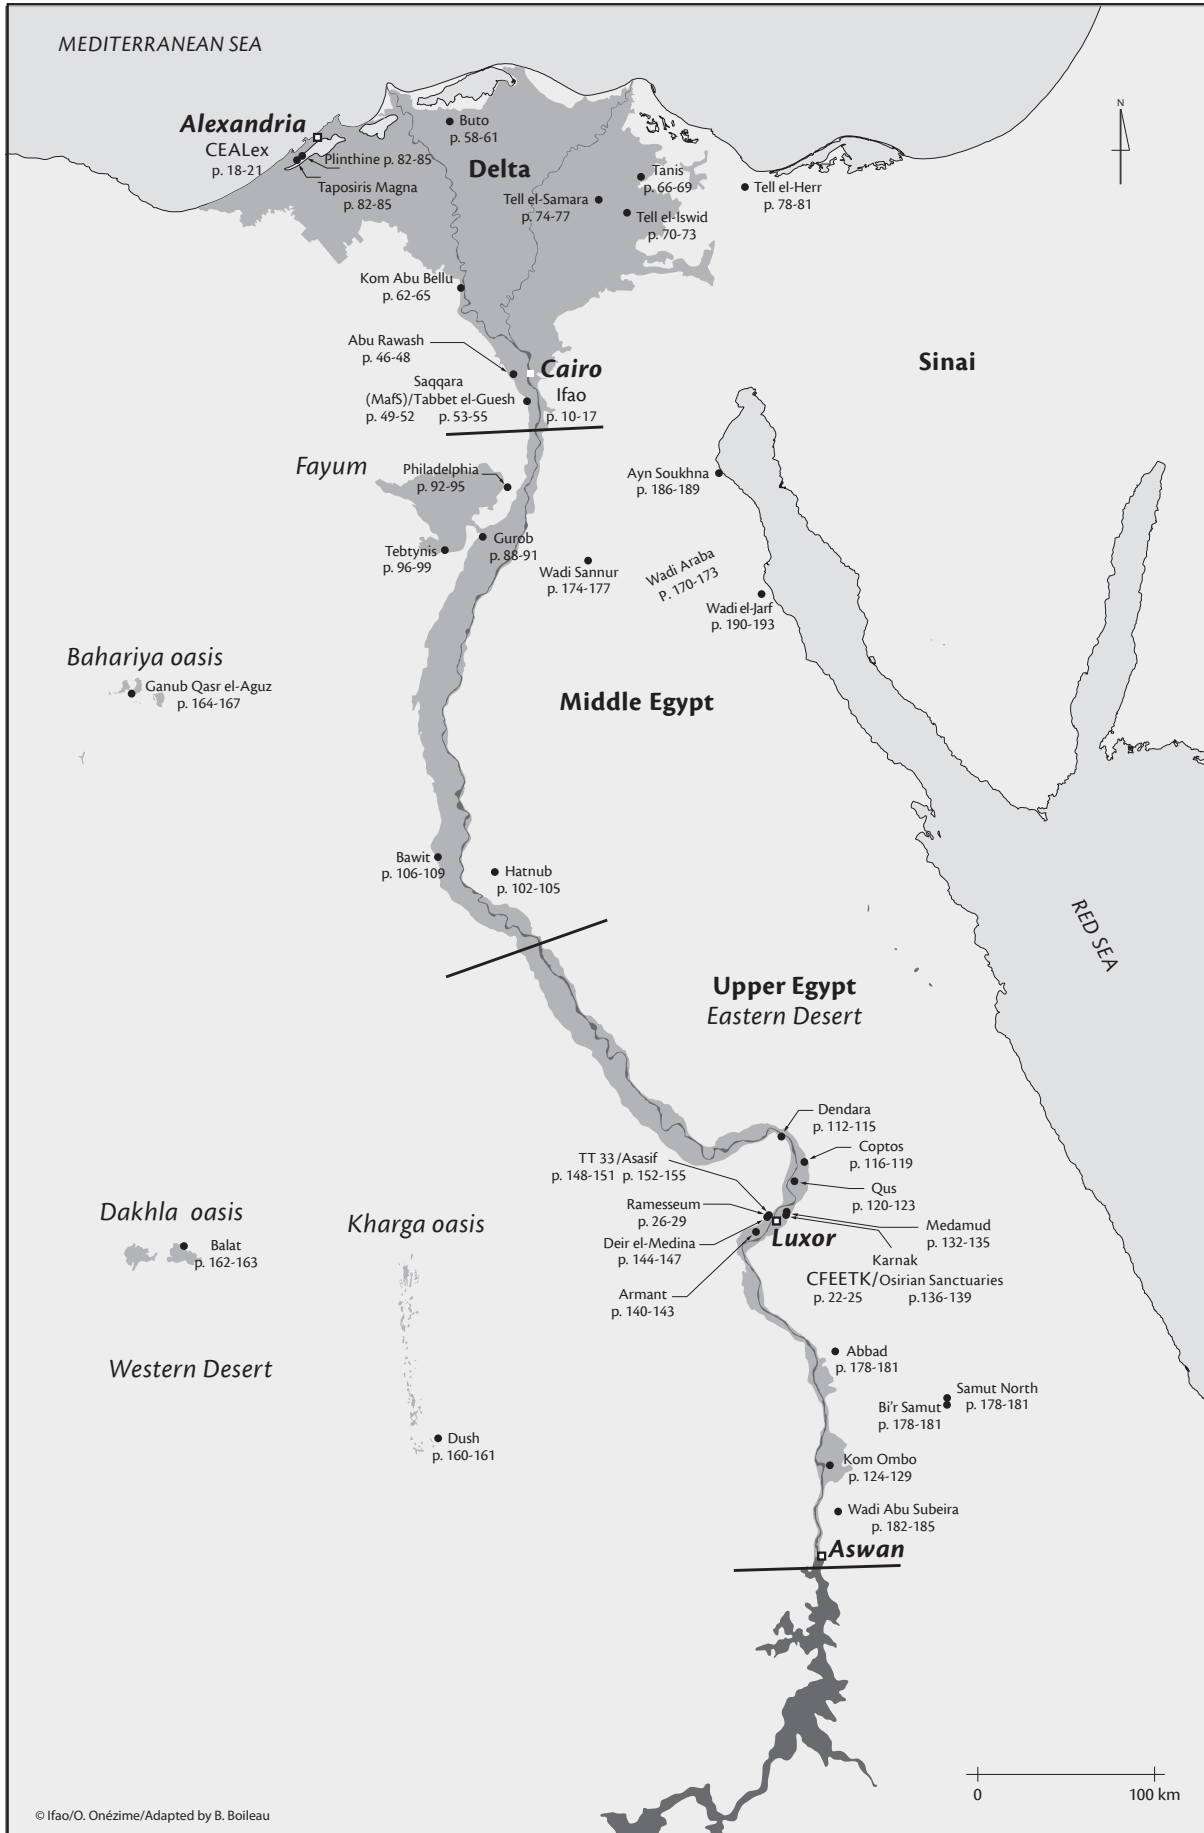 MEDITERRANEAN SEA
N
Alexandria
CEALex
p. 18-21
Plinthine p. 82-85
Taposiris Magna
p. 82-85
Buto
p. 58-61
Delta
Tanis
p. 66-69
Tell el-Samara
p. 74-77
Tell el-Iswid
p. 70-73
Tell el-Herr
p. 78-81
Kom Abu Bellu
p. 62-65
Abu Rawash
p. 46-48
Cairo
Ifao
p. 10-17
Saqqara
(MafS)/Tabbet el-Guesh
p. 49-52 p. 53-55
Sinai
Fayum
Philadelphia
p. 92-95
Ayn Soukhna
p. 186-189
Gurob
p. 88-91
Tebtynis
p. 96-99
Wadi Sannur
p. 174-177
Wadi Araba
P. 170-173
Wadi el-Jarf
p. 190-193
Bahariya oasis
Ganub Qasr el-Aguz
p. 164-167
Middle Egypt
Bawit
p. 106-109
Hatnub
p. 102-105
RED SEA
Upper Egypt
Eastern Desert
Dendara
p. 112-115
Coptos
p. 116-119
TT 33/Asasif
p. 148-151 p. 152-155
Qus
p. 120-123
Ramesseum
p. 26-29
Medamud
p. 132-135
Deir el-Medina
p. 144-147
Luxor
Karnak
CFEETK/Osirian Sanctuaries
p. 22-25 p.136-139
Armant
p. 140-143
Dakhla oasis
Balat
p. 162-163
Kharga oasis
Western Desert
Abbad
p. 178-181
Samut North
p. 178-181
Bi'r Samut
p. 178-181
Dush
p. 160-161
Kom Ombo
p. 124-129
Wadi Abu Subeira
p. 182-185
Aswan
0 100 km
© Ifao/O. Onézime/Adapted by B. Boileau